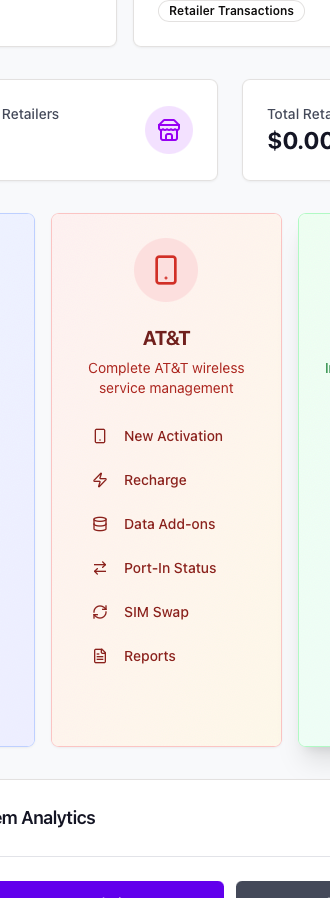 Retailer Transactions
Retailers
Total Reta
$0.00
AT&T
Complete AT&T wireless
service management
New Activation
Recharge
Data Add-ons
Port-In Status
SIM Swap
Reports
em Analytics